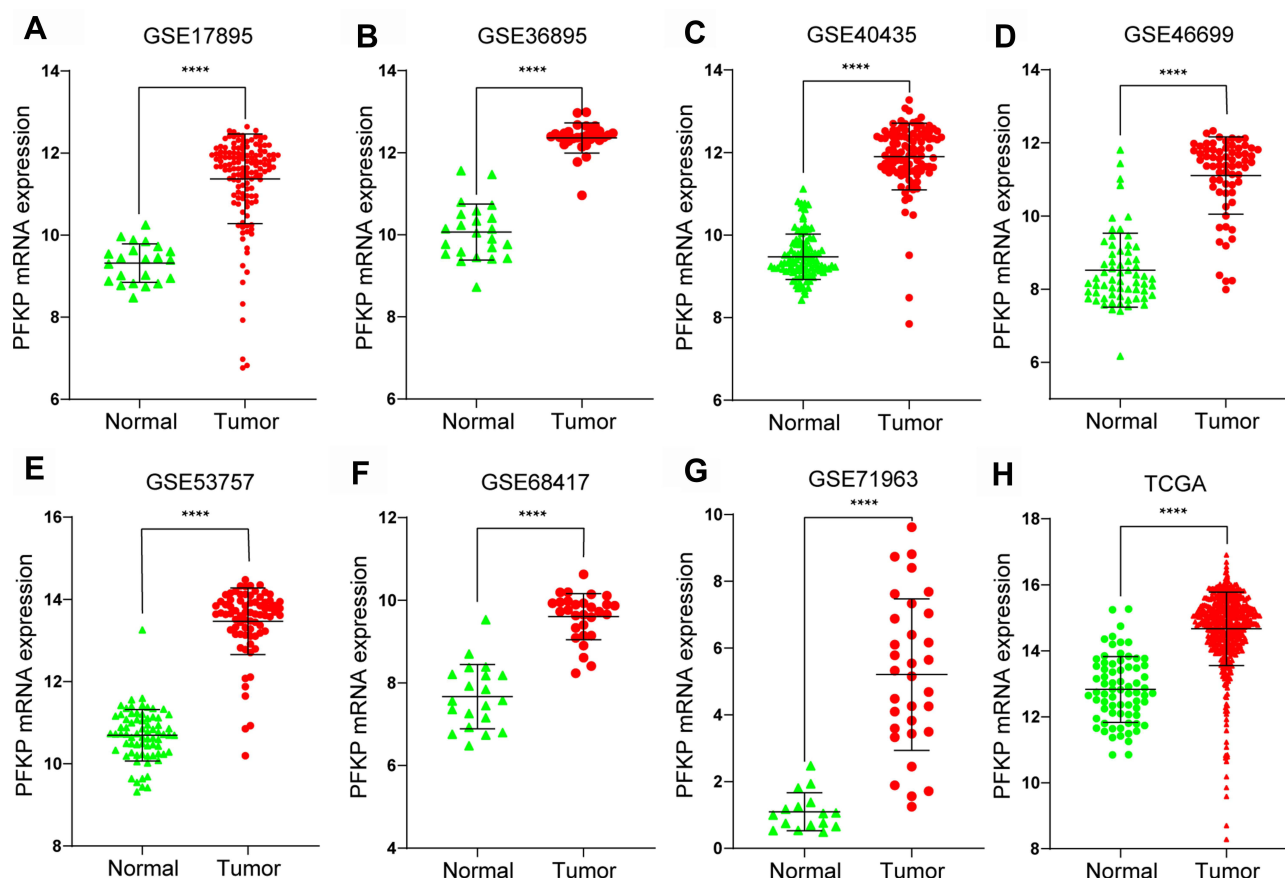 A
GSE17895
PFKP mRNA expression
14
12
10
8
6
****
Normal
Tumor
B
GSE36895
PFKP mRNA expression
14
12
10
8
6
****
Normal
Tumor
C
GSE40435
PFKP mRNA expression
14
12
10
8
6
****
Normal
Tumor
D
GSE46699
PFKP mRNA expression
14
12
10
8
6
****
Normal
Tumor
E
GSE53757
PFKP mRNA expression
16
14
12
10
8
****
Normal
Tumor
F
GSE68417
PFKP mRNA expression
12
10
8
6
4
****
Normal
Tumor
G
GSE71963
PFKP mRNA expression
10
8
6
4
2
0
****
Normal
Tumor
H
TCGA
PFKP mRNA expression
18
16
14
12
10
8
****
Normal
Tumor